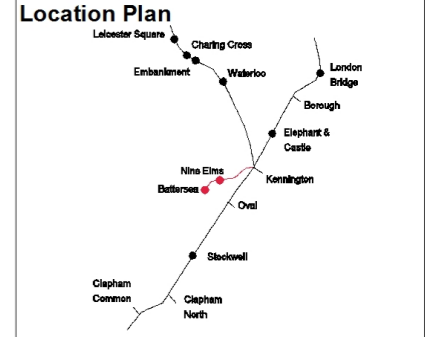 Location Plan
Leicester Square
Charing Cross
Embankment
Waterloo
London
Bridge
Borough
Elephant &
Castle
Nine Elms
Kennington
Battersea
Oval
Stockwell
Clapham
Common
Clapham
North